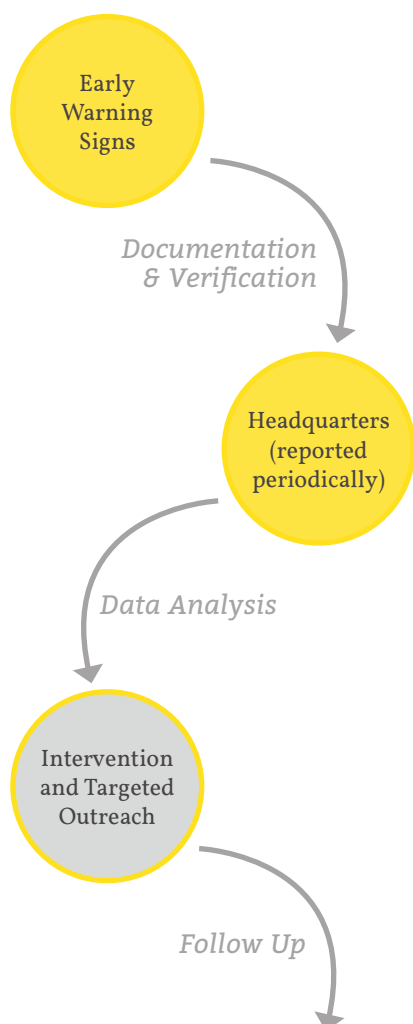 Early
Warning
Signs
Documentation
& Verification
Headquarters
(reported
periodically)
Data Analysis
Intervention
and Targeted
Outreach
Follow Up